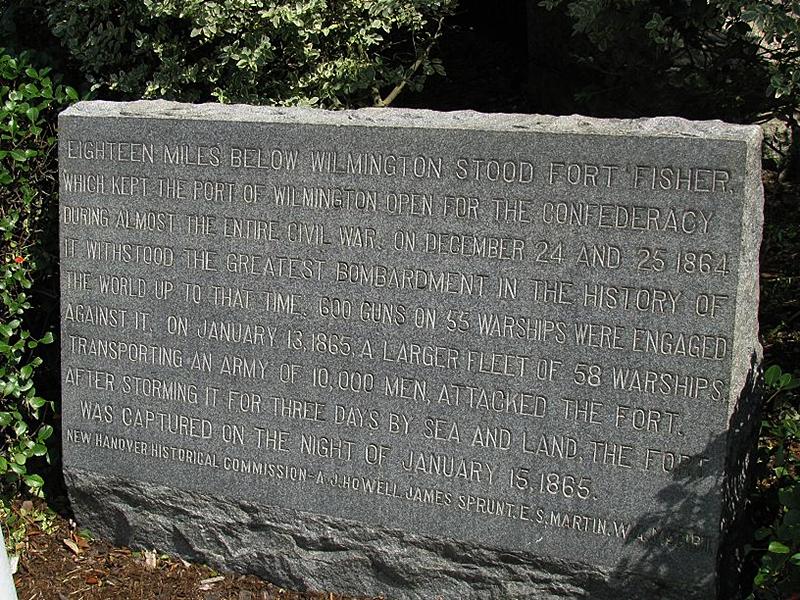 EIGHTEEN MILES BELOW WILMINGTON STOOD FORT FISHER,
WHICH KEPT THE PORT OF WILMINGTON OPEN FOR THE CONFEDERACY
DURING ALMOST THE ENTIRE CIVIL WAR. ON DECEMBER 24 AND 25 1864
IT WITHSTOOD THE GREATEST BOMBARDMENT IN THE HISTORY OF
THE WORLD UP TO THAT TIME. 600 GUNS ON 55 WARSHIPS WERE ENGAGED
AGAINST IT. ON JANUARY 13, 1865, A LARGER FLEET OF 58 WARSHIPS,
TRANSPORTING AN ARMY OF 10,000 MEN, ATTACKED THE FORT.
AFTER STORMING IT FOR THREE DAYS BY SEA AND LAND, THE FORT
WAS CAPTURED ON THE NIGHT OF JANUARY 15, 1865.
NEW HANOVER HISTORICAL COMMISSION-A.J. HOWELL, JAMES SPRUNT, E.S. MARTIN,